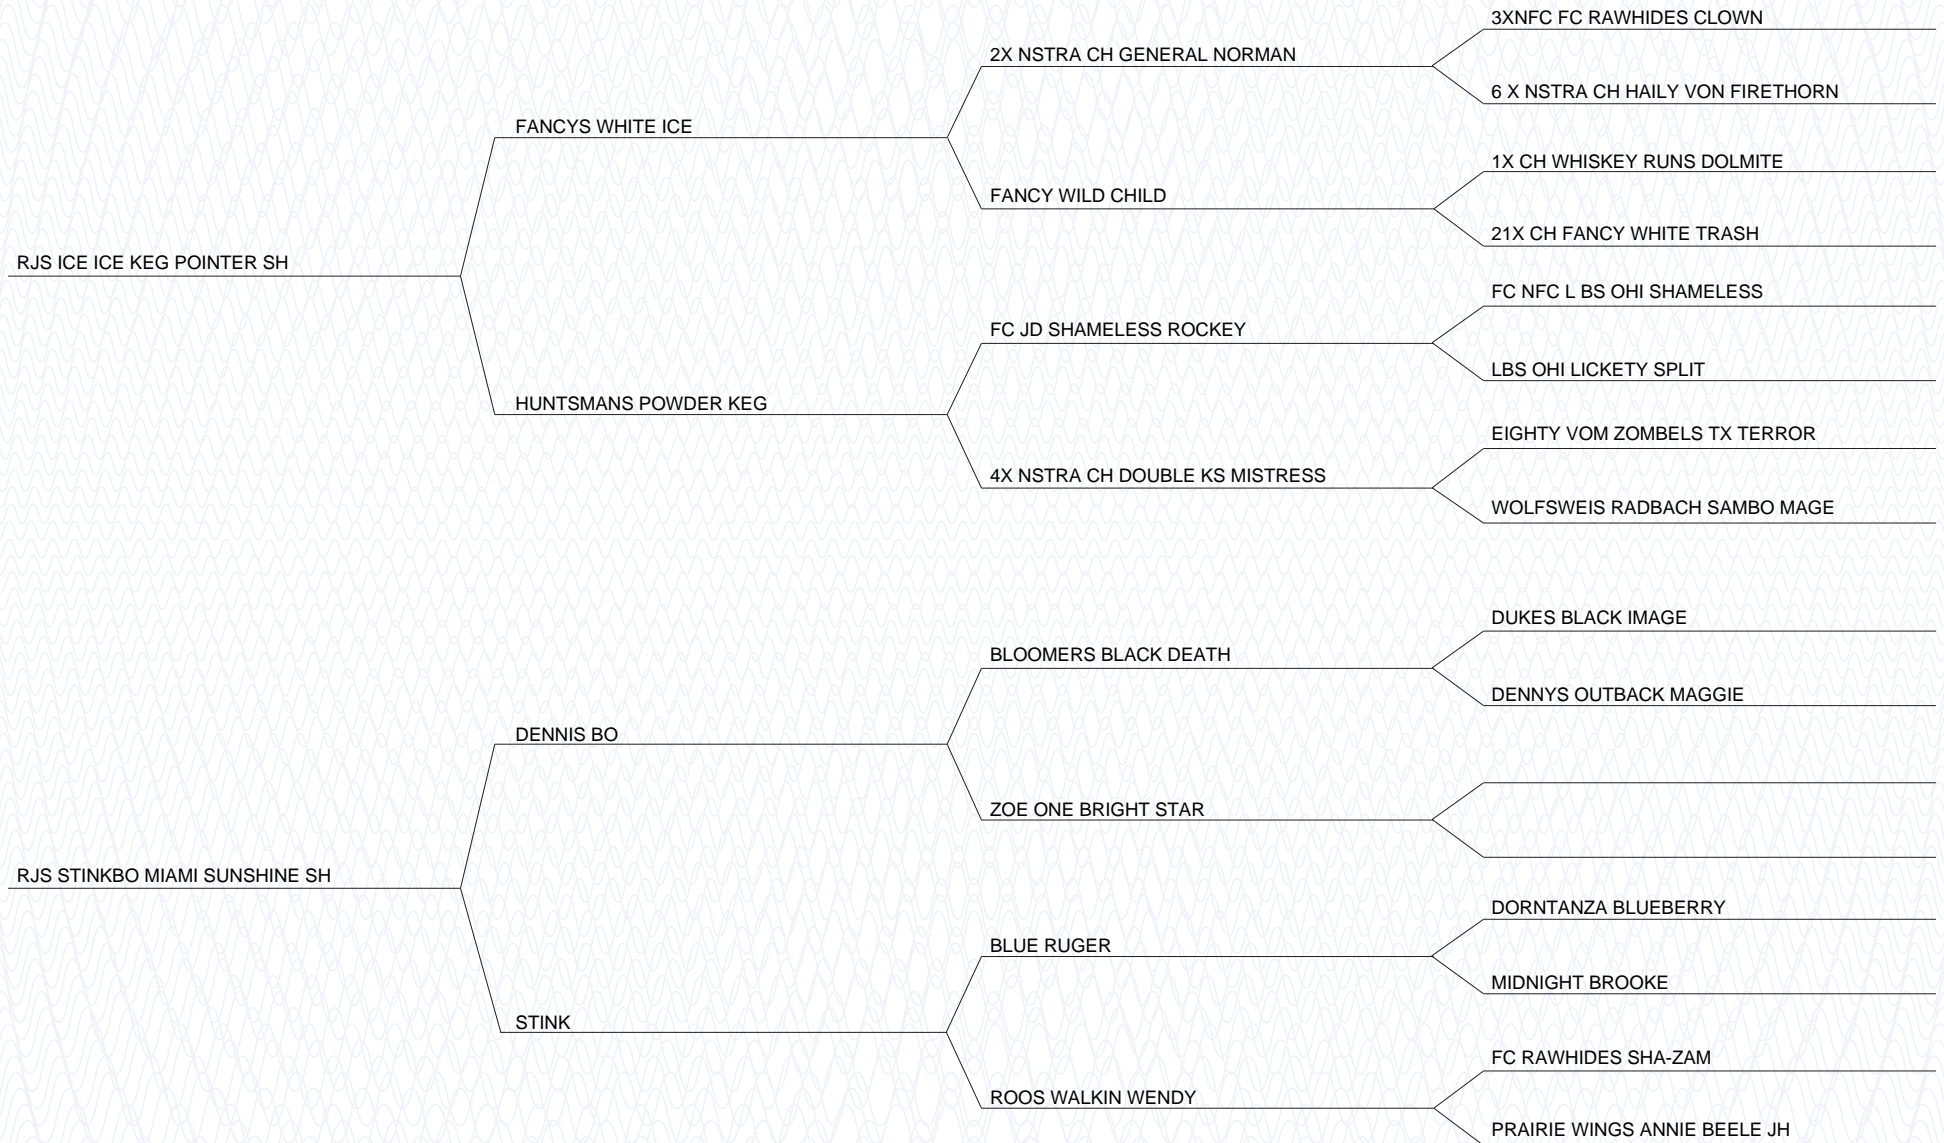 3XNFC FC RAWHIDES CLOWN
2X NSTRA CH GENERAL NORMAN
6 X NSTRA CH HAILY VON FIRETHORN
FANCYS WHITE ICE
1X CH WHISKEY RUNS DOLMITE
FANCY WILD CHILD
21X CH FANCY WHITE TRASH
RJS ICE ICE KEG POINTER SH
FC NFC L BS OHI SHAMELESS
FC JD SHAMELESS ROCKEY
LBS OHI LICKETY SPLIT
HUNTSMANS POWDER KEG
EIGHTY VOM ZOMBELS TX TERROR
4X NSTRA CH DOUBLE KS MISTRESS
WOLFSWEIS RADBACH SAMBO MAGE
DUKES BLACK IMAGE
BLOOMERS BLACK DEATH
DENNYS OUTBACK MAGGIE
DENNIS BO
ZOE ONE BRIGHT STAR
RJS STINKBO MIAMI SUNSHINE SH
DORNTANZA BLUEBERRY
BLUE RUGER
MIDNIGHT BROOKE
STINK
FC RAWHIDES SHA-ZAM
ROOS WALKIN WENDY
PRAIRIE WINGS ANNIE BEELE JH